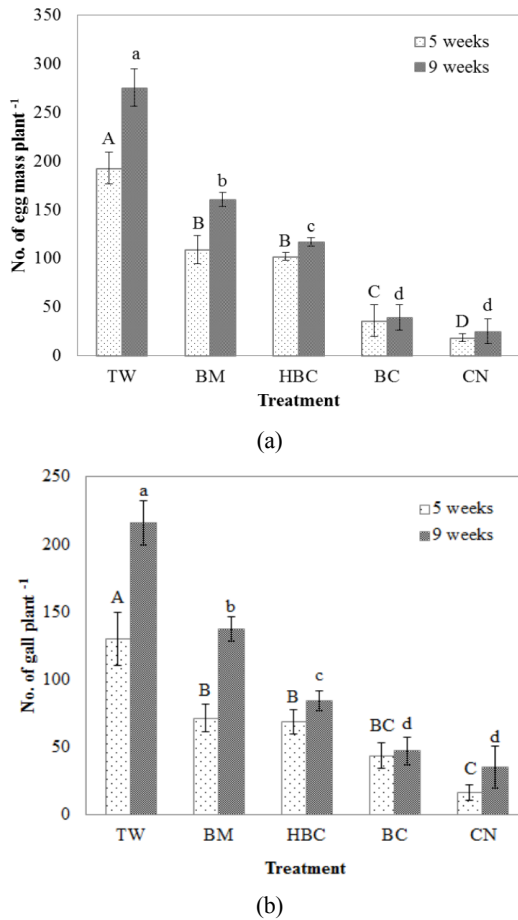 350
300
250
200
150
100
50
0
No. of egg mass plant -1
5 weeks
9 weeks
A a
B b
B c
C d
D d
TW BM HBC BC CN
Treatment
(a)
250
200
150
100
50
0
No. of gall plant -1
5 weeks
9 weeks
A a
B b
B c
BC d
C d
TW BM HBC BC CN
Treatment
(b)